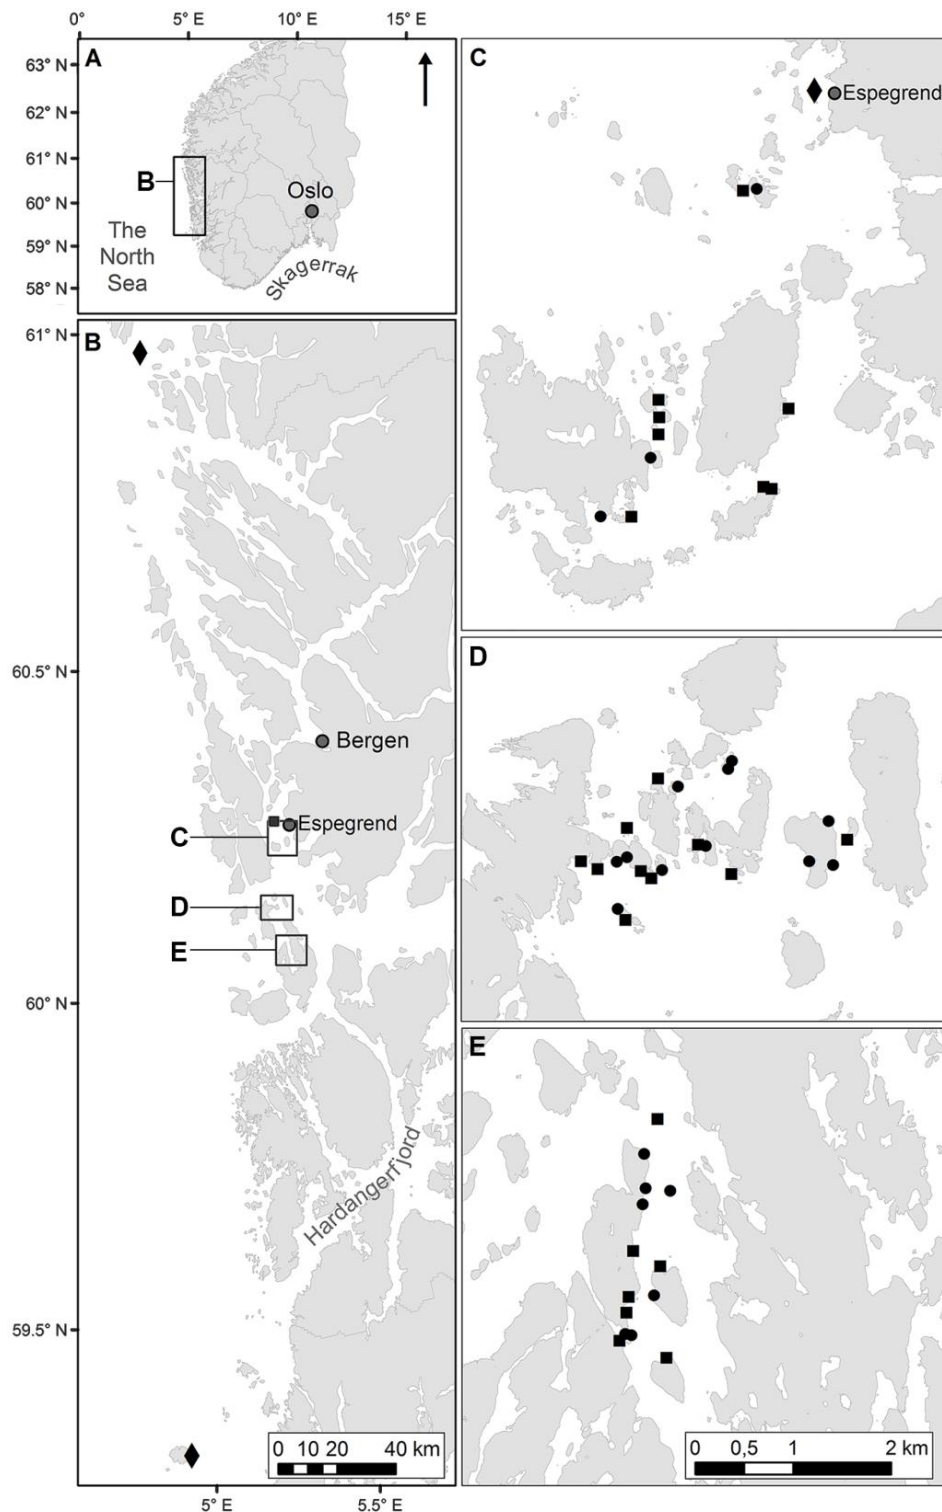 0° 5° E 10° E 15° E
A
63° N
62° N
61° N
B
60° N
Oslo
The
North
Sea
59° N
Skagerrak
58° N
B
61° N
60.5° N
Bergen
Espegrend
C
D
E
60° N
Hardangerfjord
59.5° N
0 10 20 40 km
5° E 5.5° E
C
Espegrend
D
E
0 0,5 1 2 km